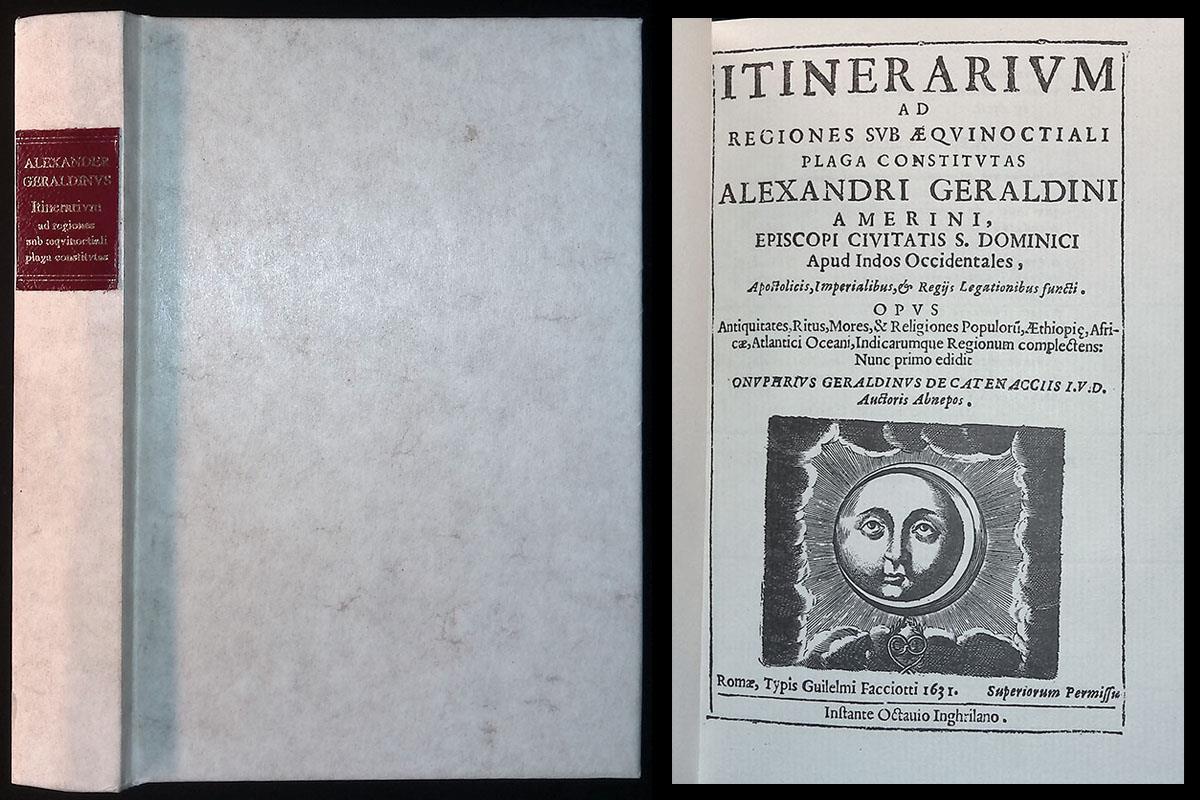 ALEXANDER
GERALDINVS
Itinerarivm
ad regiones
sub æqvinoctiali
plaga constitvtas
ITINERARIVM
AD
REGIONES SVB ÆQVINOCTIALI
PLAGA CONSTITVTAS
ALEXANDRI GERALDINI
AMERINI,
EPISCOPI CIVITATIS S. DOMINICI
Apud Indos Occidentales,
Apostolicis, Imperialibus, & Regijs Legationibus functi.
OPVS
Antiquitates, Ritus, Mores, & Religiones Populorū, Æthiopię, Afri-
cæ, Atlantici Oceani, Indicarumque Regionum complectens:
Nunc primo edidit
ONVPHRIVS GERALDINVS DE CATENACCIIS I.V.D.
Auctoris Abnepos.
Romæ, Typis Guilelmi Facciotti 1631. Superiorum Permiſſu
Inſtante Octauio Inghrilano.